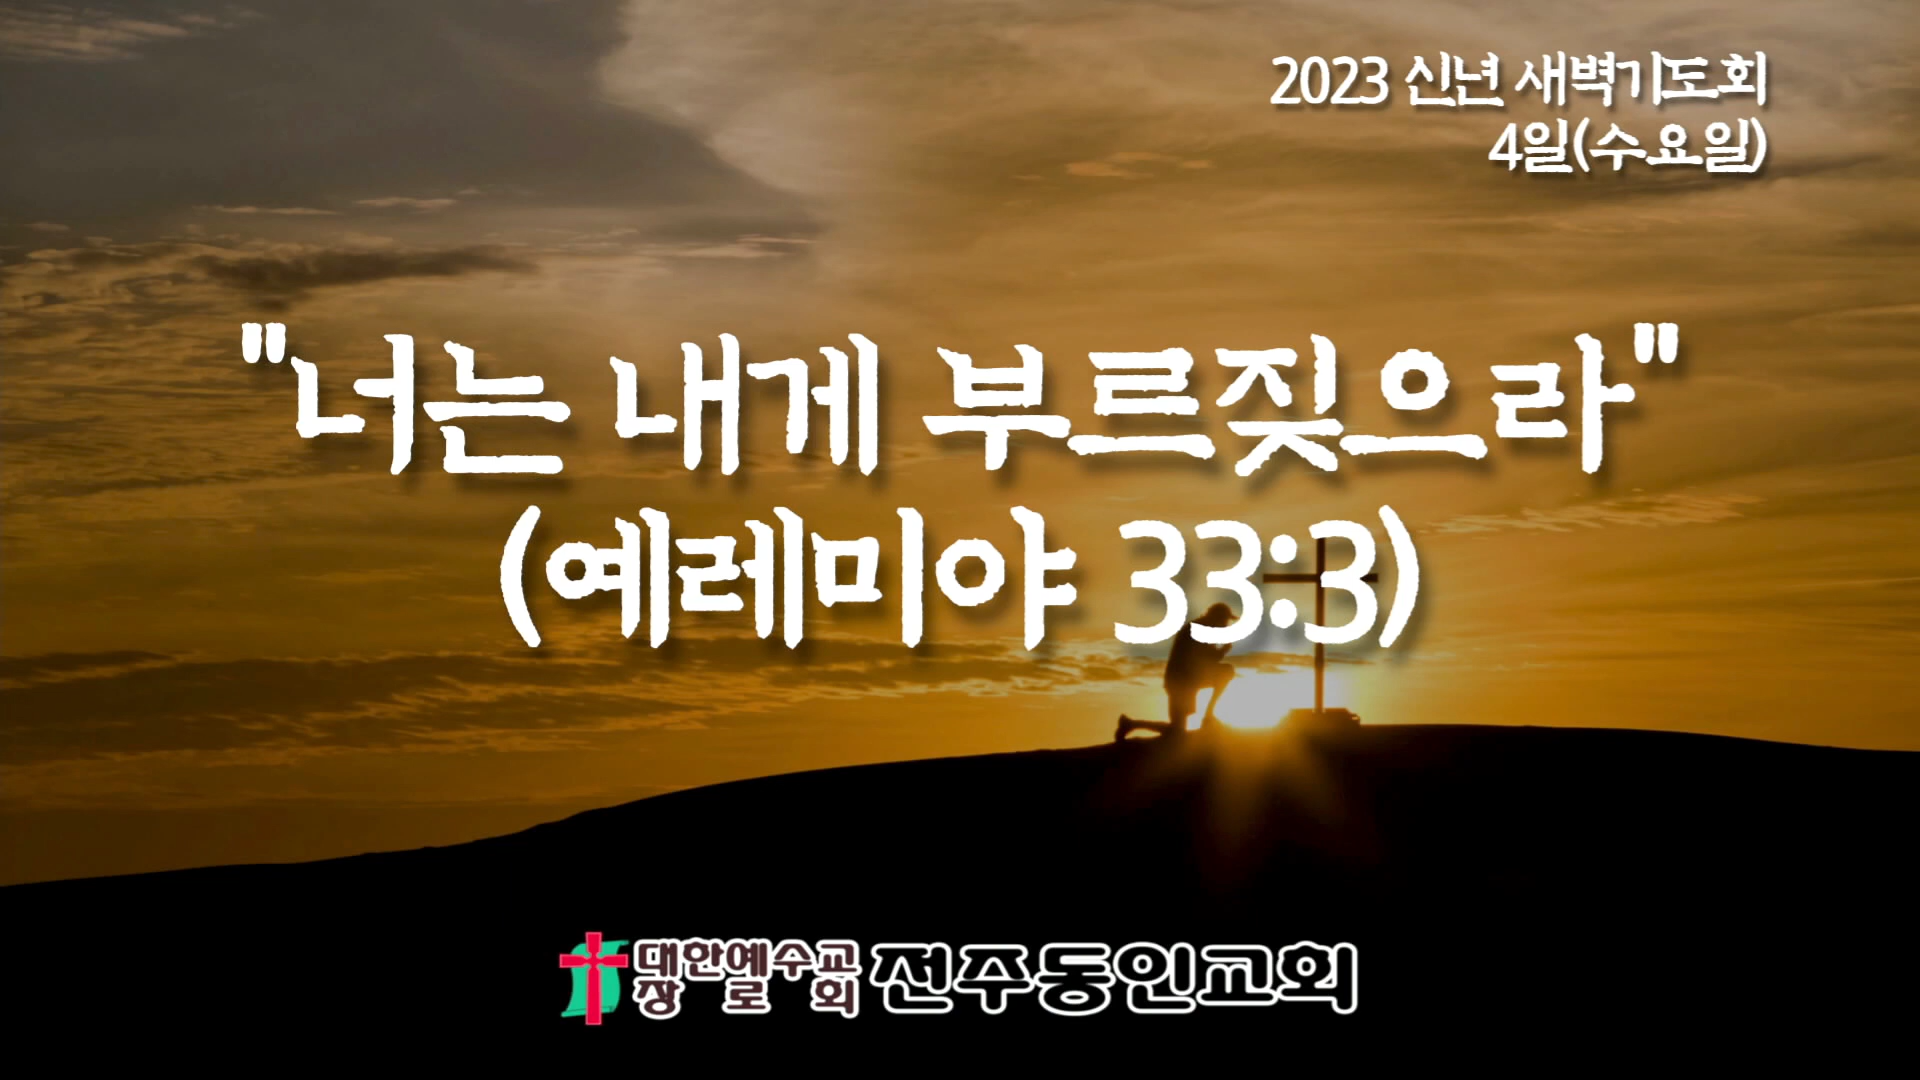 2023 신년 새벽기도회
4일(수요일)
"너는 내게 부르짖으라"
(예레미야 33:3)
대한예수교
장로회
전주동인교회